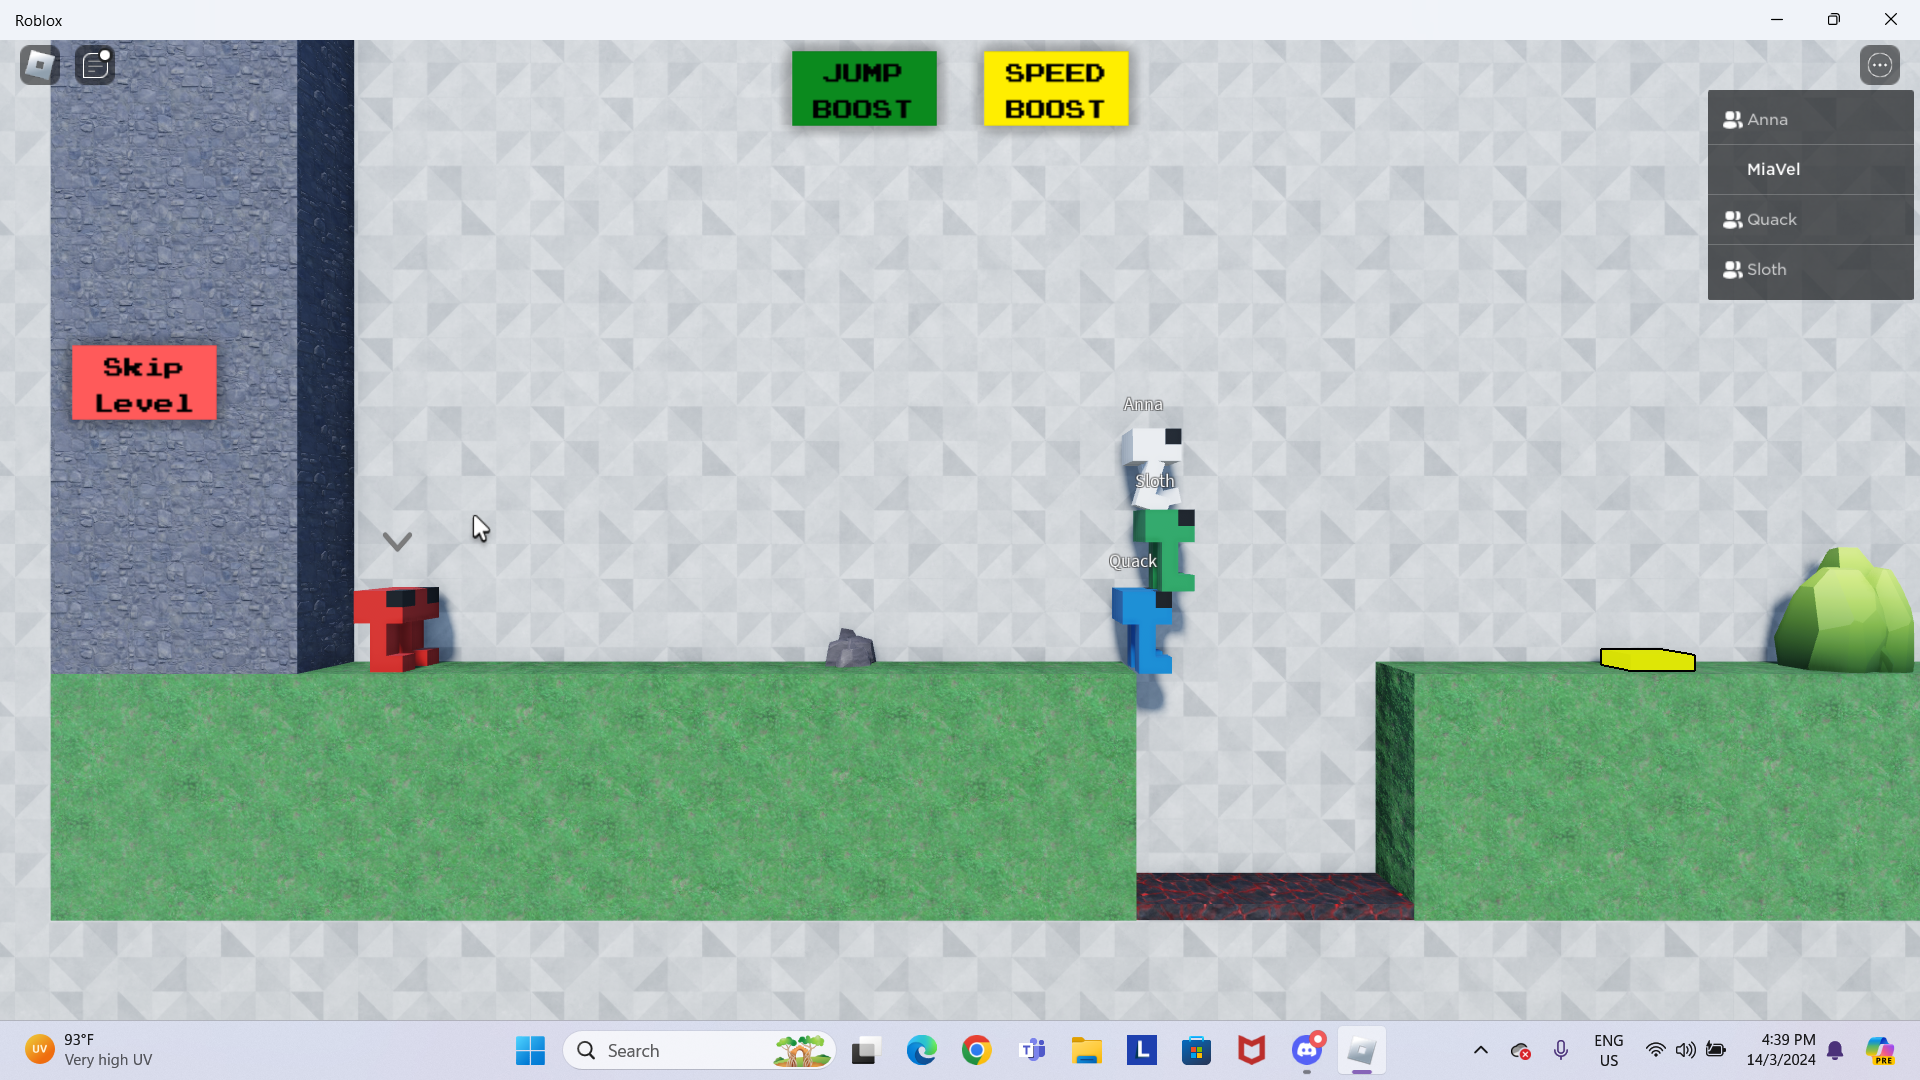 Roblox
JUMP
BOOST
SPEED
BOOST
Anna
MiaVel
Quack
Sloth
Skip
Level
Anna
Sloth
Quack
UV
93°F
Very high UV
Search
T
L
ENG
US
4:39 PM
14/3/2024
PRE